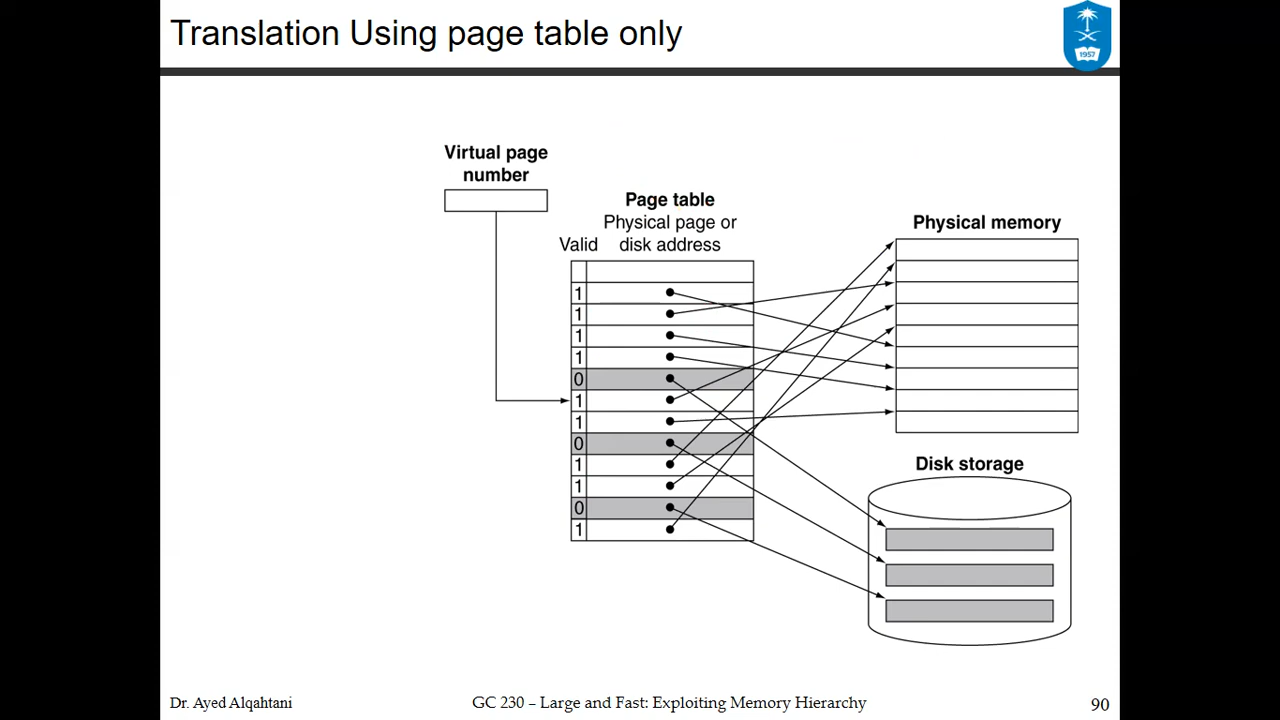 Translation Using page table only
1957
Virtual page
number
Page table
Physical page or
Valid disk address
Physical memory
1
1
1
1
0
1
1
0
1
1
0
1
Disk storage
Dr. Ayed Alqahtani
GC 230 – Large and Fast: Exploiting Memory Hierarchy
90